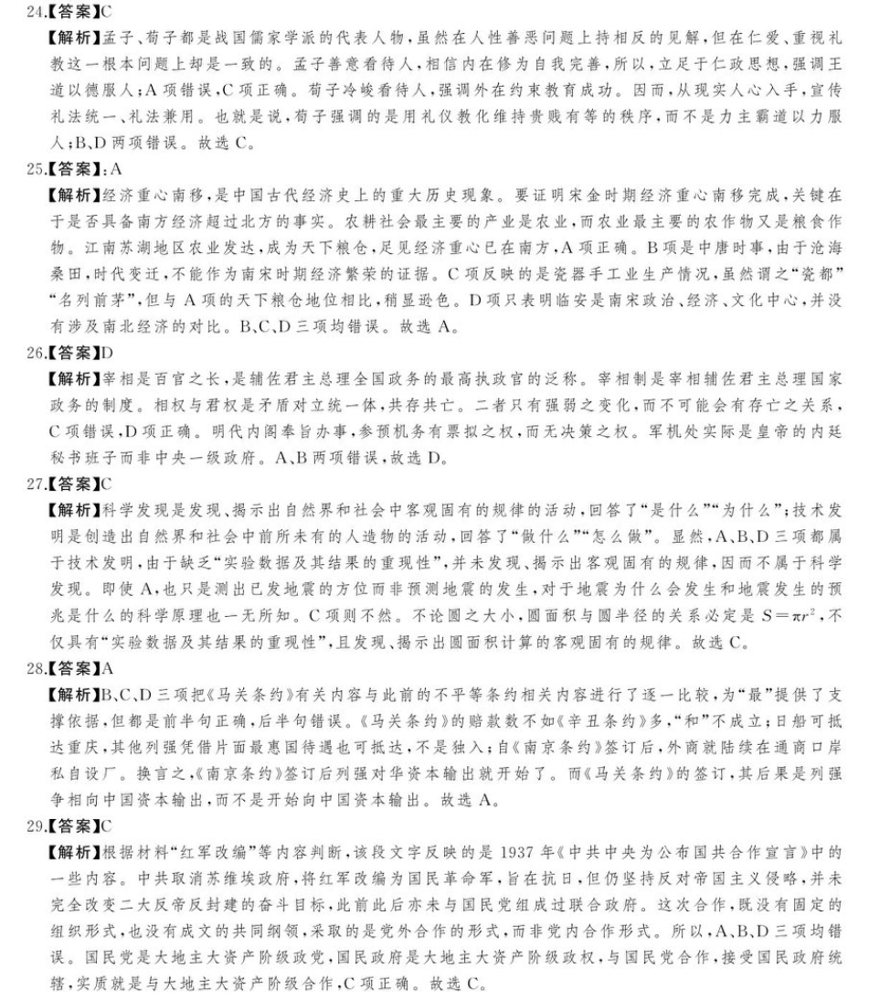 24.【答案】C
【解析】孟子、荀子都是战国儒家学派的代表人物,虽然在人性善恶问题上持相反的见解,但在仁爱、重视礼
教这一根本问题上却是一致的。孟子善意看待人,相信内在修为自我完善,所以,立足于仁政思想,强调王
道以德服人;A项错误,C项正确。荀子冷峻看待人,强调外在约束教育成功。因而,从现实人心入手,宣传
礼法统一、礼法兼用。也就是说,荀子强调的是用礼仪教化维持贵贱有等的秩序,而不是力主霸道以力服
人;B、D两项错误。故选C。
25.【答案】:A
【解析】经济重心南移,是中国古代经济史上的重大历史现象。要证明宋金时期经济重心南移完成,关键在
于是否具备南方经济超过北方的事实。农耕社会最主要的产业是农业,而农业最主要的农作物又是粮食作
物。江南苏湖地区农业发达,成为天下粮仓,足见经济重心已在南方,A项正确。B项是中唐时事,由于沧海
桑田,时代变迁,不能作为南宋时期经济繁荣的证据。C项反映的是瓷器手工业生产情况,虽然谓之“瓷都”
“名列前茅”,但与A项的天下粮仓地位相比,稍显逊色。D项只表明临安是南宋政治、经济、文化中心,并没
有涉及南北经济的对比。B、C、D三项均错误。故选A。
26.【答案】D
【解析】宰相是百官之长,是辅佐君主总理全国政务的最高执政官的泛称。宰相制是宰相辅佐君主总理国家
政务的制度。相权与君权是矛盾对立统一体,共存共亡。二者只有强弱之变化,而不可能会有存亡之关系,
C项错误,D项正确。明代内阁奉旨办事,参预机务有票拟之权,而无决策之权。军机处实际是皇帝的内廷
秘书班子而非中央一级政府。A、B两项错误,故选D。
27.【答案】C
【解析】科学发现是发现、揭示出自然界和社会中客观固有的规律的活动,回答了“是什么”“为什么”;技术发
明是创造出自然界和社会中前所未有的人造物的活动,回答了“做什么”“怎么做”。显然,A、B、D三项都属
于技术发明,由于缺乏“实验数据及其结果的重现性”,并未发现、揭示出客观固有的规律,因而不属于科学
发现。即使A,也只是测出已发地震的方位而非预测地震的发生,对于地震为什么会发生和地震发生的预
兆是什么的科学原理也一无所知。C项则不然。不论圆之大小,圆面积与圆半径的关系必定是S=πr²,不
仅具有“实验数据及其结果的重现性”,且发现、揭示出圆面积计算的客观固有的规律。故选C。
28.【答案】A
【解析】B、C、D三项把《马关条约》有关内容与此前的不平等条约相关内容进行了逐一比较,为“最”提供了支
撑依据,但都是前半句正确,后半句错误。《马关条约》的赔款数不如《辛丑条约》多,“和”不成立;日船可抵
达重庆,其他列强凭借片面最惠国待遇也可抵达,不是独入;自《南京条约》签订后,外商就陆续在通商口岸
私自设厂。换言之,《南京条约》签订后列强对华资本输出就开始了。而《马关条约》的签订,其后果是列强
争相向中国资本输出,而不是开始向中国资本输出。故选A。
29.【答案】C
【解析】根据材料“红军改编”等内容判断,该段文字反映的是1937年《中共中央为公布国共合作宣言》中的
一些内容。中共取消苏维埃政府,将红军改编为国民革命军,旨在抗日,但仍坚持反对帝国主义侵略,并未
完全改变二大反帝反封建的奋斗目标,此前此后亦未与国民党组成过联合政府。这次合作,既没有固定的
组织形式,也没有成文的共同纲领,采取的是党外合作的形式,而非党内合作形式。所以,A、B、D三项均错
误。国民党是大地主大资产阶级政党,国民政府是大地主大资产阶级政权,与国民党合作,接受国民政府统
辖,实质就是与大地主大资产阶级合作,C项正确。故选C。